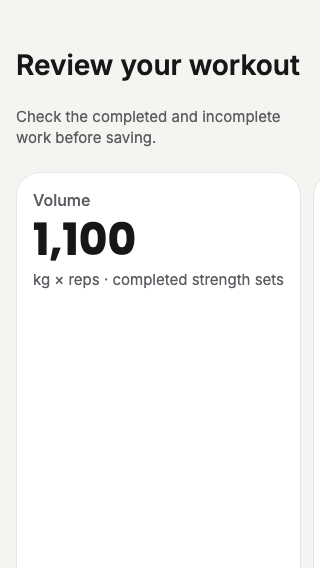 Review your workout
Check the completed and incomplete
work before saving.
Volume
1,100
kg × reps · completed strength sets